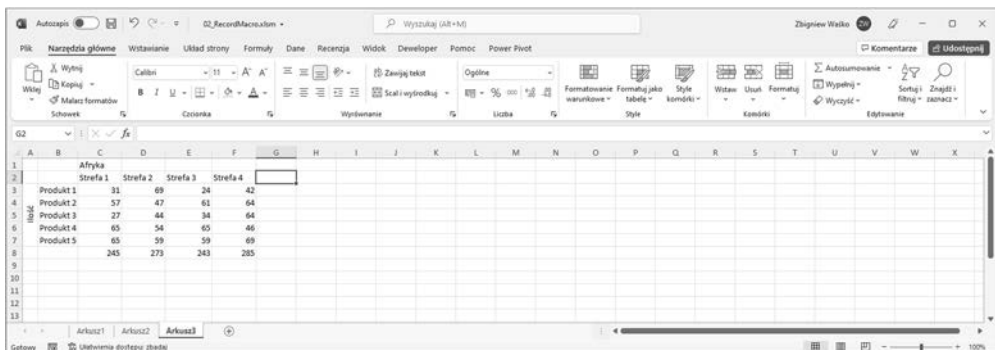 Autozapis 02_RecordMacro.xlsm Wyszukaj (Alt+M) Zbigniew Waśko ZW
Plik Narzędzia główne Wstawianie Układ strony Formuły Dane Recenzja Widok Deweloper Pomoc Power Pivot Komentarze Udostępnij
Wklej Wytnij Kopiuj Malarz formatów
Calibri 11 A A
B I U A
Zawijaj tekst
Scal i wyśrodkuj
Ogólne
% 000
Formatowanie warunkowe Formatuj jako tabelę Style komórki
Wstaw Usuń Formatuj
Autosumowanie
Wypełnij
Wyczyść
Sortuj i filtruj Znajdź i zaznacz
Schowek Czcionka Wyrównanie Liczba Style Komórki Edytowanie
G2 fx
A B C D E F G H I J K L M N O P Q R S T U V W X
1 Afryka
2 Strefa 1 Strefa 2 Strefa 3 Strefa 4
3 Produkt 1 31 69 24 42
4 Produkt 2 57 47 61 64
5 Ilość Produkt 3 27 44 34 64
6 Produkt 4 65 54 65 46
7 Produkt 5 65 59 59 69
8 245 273 243 285
9
10
11
12
13
Arkusz1 Arkusz2 Arkusz3
Gotowy Ułatwienia dostępu: zbadaj 100%